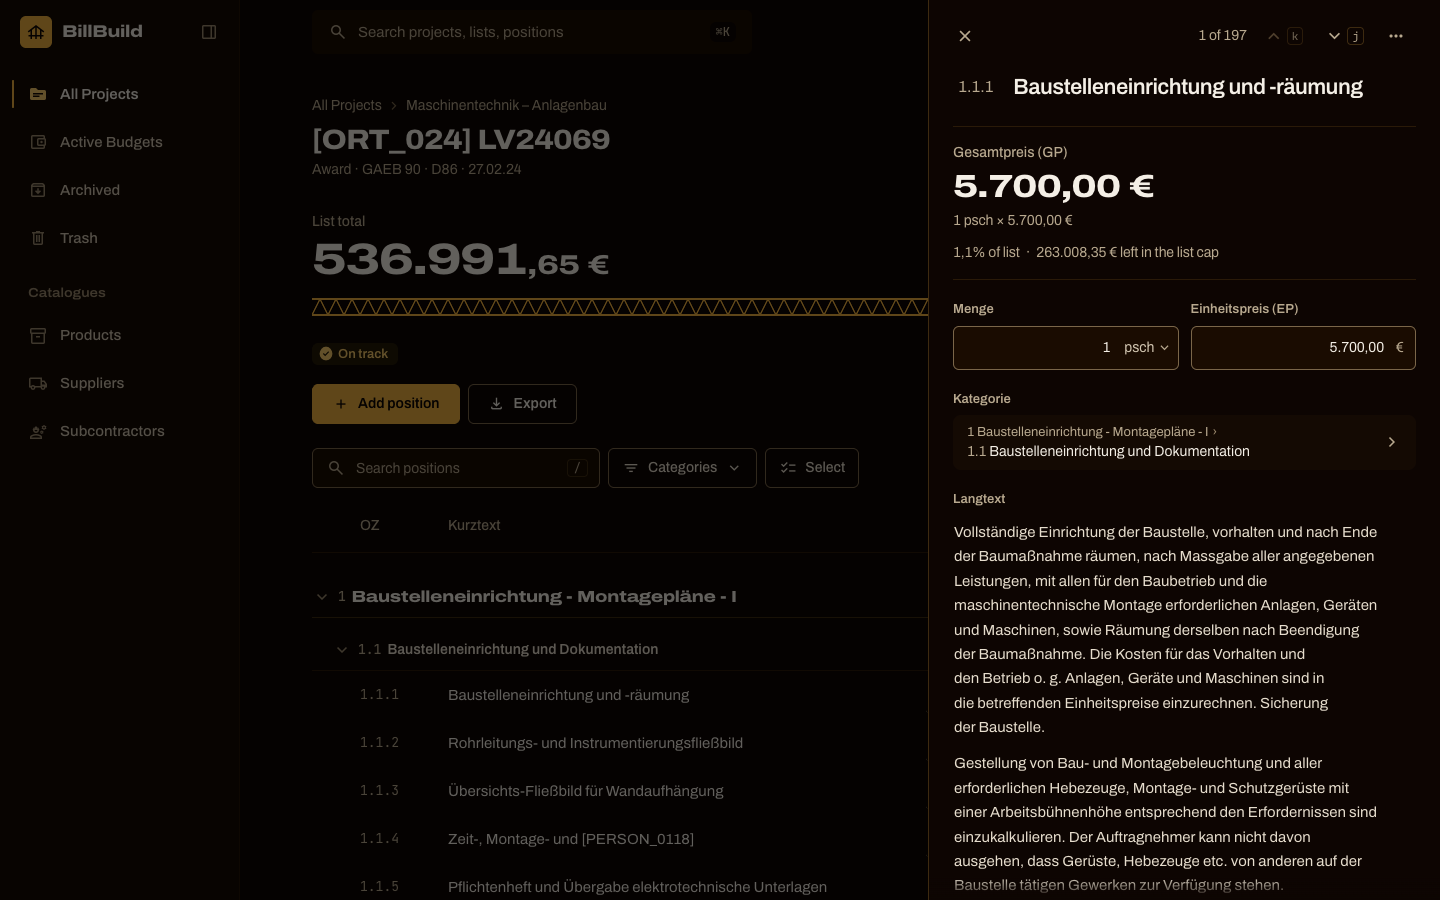 BillBuild
All Projects
Active Budgets
Archived
Trash
Catalogues
Products
Suppliers
Subcontractors
Search projects, lists, positions
⌘K
All Projects › Maschinentechnik – Anlagenbau
[ORT_024] LV24069
Award · GAEB 90 · D86 · 27.02.24
List total
536.991,65 €
On track
Add position
Export
Search positions
/
Categories
Select
OZ Kurztext
1 Baustelleneinrichtung - Montagepläne - I
1.1 Baustelleneinrichtung und Dokumentation
1.1.1 Baustelleneinrichtung und -räumung
1.1.2 Rohrleitungs- und Instrumentierungsfließbild
1.1.3 Übersichts-Fließbild für Wandaufhängung
1.1.4 Zeit-, Montage- und [PERSON_0118]
1.1.5 Pflichtenheft und Übergabe elektrotechnische Unterlagen
1 of 197
k
j
1.1.1 Baustelleneinrichtung und -räumung
Gesamtpreis (GP)
5.700,00 €
1 psch × 5.700,00 €
1,1% of list · 263.008,35 € left in the list cap
Menge
1 psch
Einheitspreis (EP)
5.700,00 €
Kategorie
1 Baustelleneinrichtung - Montagepläne - I ›
1.1 Baustelleneinrichtung und Dokumentation
Langtext
Vollständige Einrichtung der Baustelle, vorhalten und nach Ende
der Baumaßnahme räumen, nach Massgabe aller angegebenen
Leistungen, mit allen für den Baubetrieb und die
maschinentechnische Montage erforderlichen Anlagen, Geräten
und Maschinen, sowie Räumung derselben nach Beendigung
der Baumaßnahme. Die Kosten für das Vorhalten und
den Betrieb o. g. Anlagen, Geräte und Maschinen sind in
die betreffenden Einheitspreise einzurechnen. Sicherung
der Baustelle.
Gestellung von Bau- und Montagebeleuchtung und aller
erforderlichen Hebezeuge, Montage- und Schutzgerüste mit
einer Arbeitsbühnenhöhe entsprechend den Erfordernissen sind
einzukalkulieren. Der Auftragnehmer kann nicht davon
ausgehen, dass Gerüste, Hebezeuge etc. von anderen auf der
Baustelle tätigen Gewerken zur Verfügung stehen.